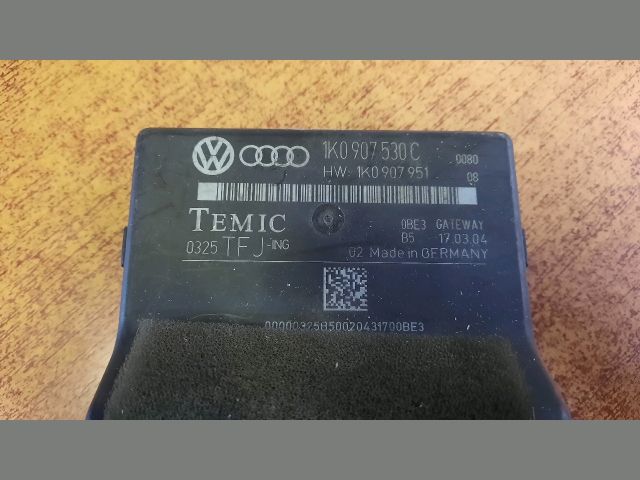 1K0 907 530 C 0080
HW: 1K0 907 951 08
TEMIC 0BE3 GATEWAY
B5 17.03.04
0325 TFJ-ING 02 Made in GERMANY
00000325B50020431700BE3